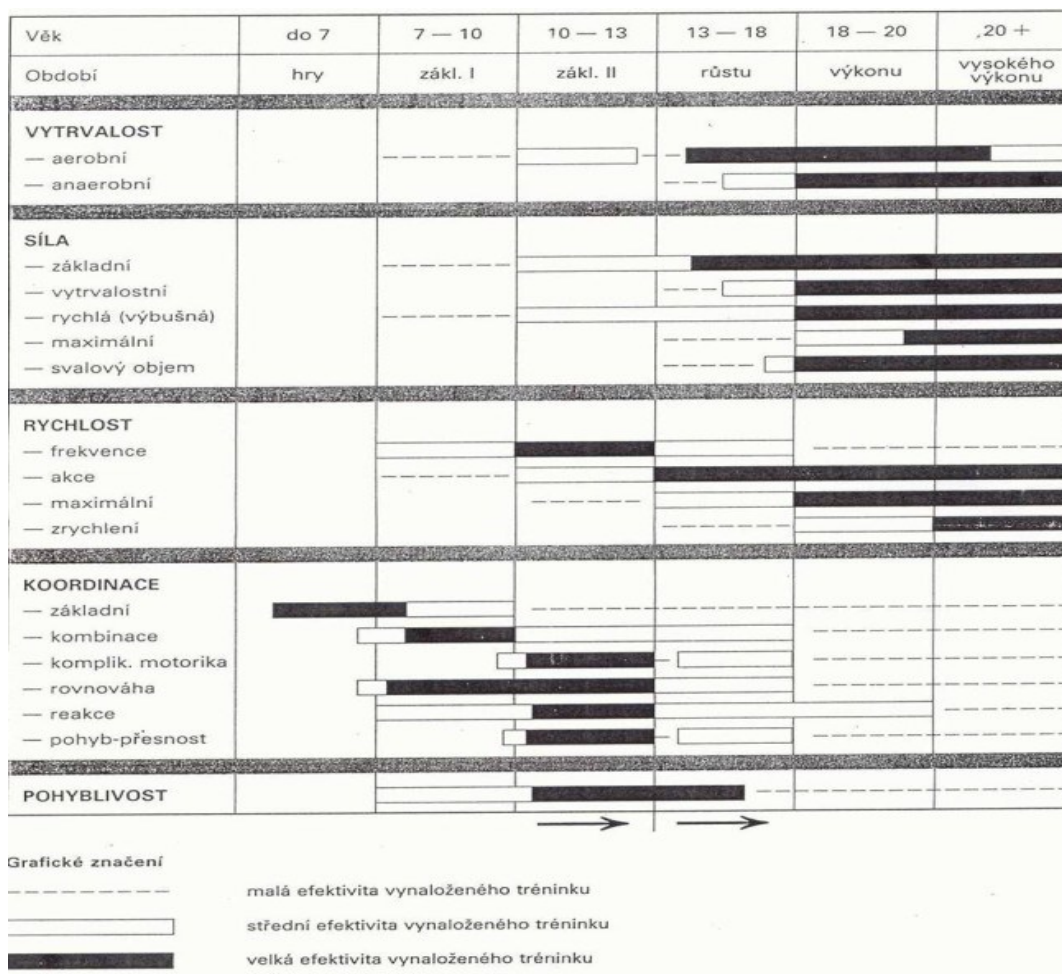 Věk do 7 7 — 10 10 — 13 13 — 18 18 — 20 20 +
Období hry zákl. I zákl. II růstu výkonu vysokého výkonu
VYTRVALOST
— aerobní
— anaerobní
SÍLA
— základní
— vytrvalostní
— rychlá (výbušná)
— maximální
— svalový objem
RYCHLOST
— frekvence
— akce
— maximální
— zrychlení
KOORDINACE
— základní
— kombinace
— komplik. motorika
— rovnováha
— reakce
— pohyb-přesnost
POHYBLIVOST
Grafické značení
malá efektivita vynaloženého tréninku
střední efektivita vynaloženého tréninku
velká efektivita vynaloženého tréninku